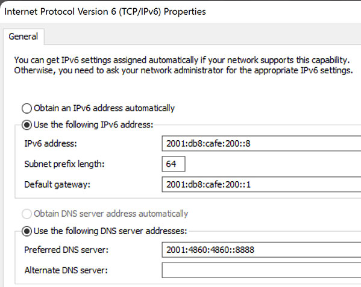 Internet Protocol Version 6 (TCP/IPv6) Properties
General
You can get IPv6 settings assigned automatically if your network supports this capability.
Otherwise, you need to ask your network administrator for the appropriate IPv6 settings.
Obtain an IPv6 address automatically
Use the following IPv6 address:
IPv6 address: 2001:db8:cafe:200::8
Subnet prefix length: 64
Default gateway: 2001:db8:cafe:200::1
Obtain DNS server address automatically
Use the following DNS server addresses:
Preferred DNS server: 2001:4860:4860::8888
Alternate DNS server: